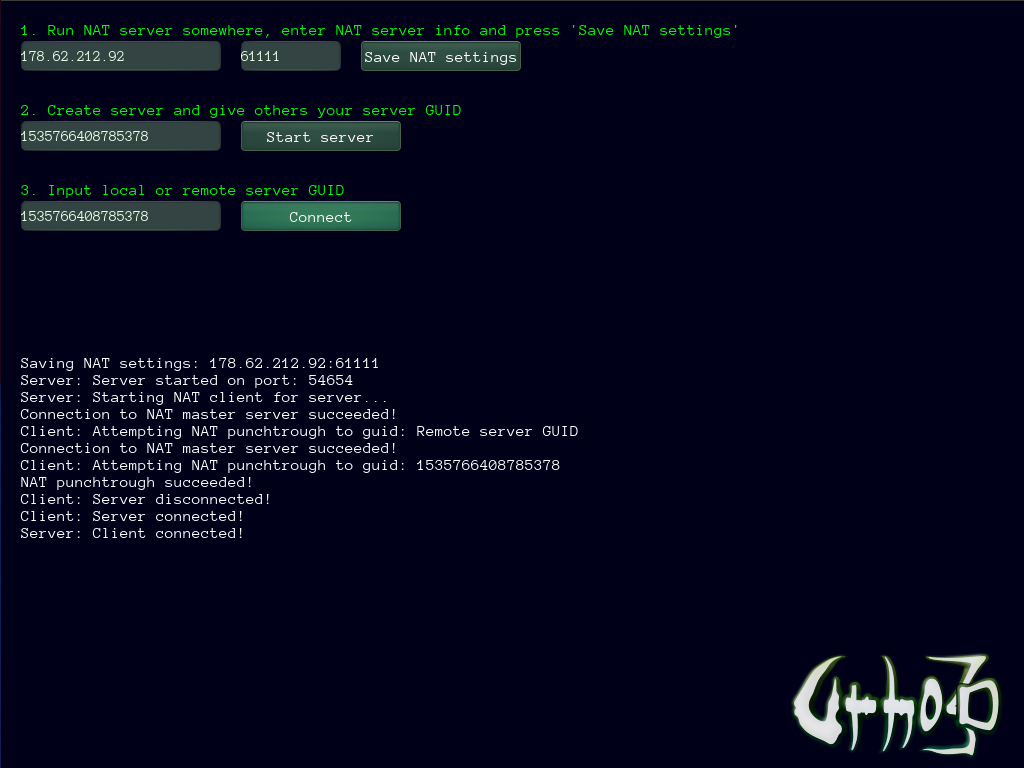 1. Run NAT server somewhere, enter NAT server info and press 'Save NAT settings'
178.62.212.92 61111 Save NAT settings
2. Create server and give others your server GUID
1535766408785378 Start server
3. Input local or remote server GUID
1535766408785378 Connect
Saving NAT settings: 178.62.212.92:61111
Server: Server started on port: 54654
Server: Starting NAT client for server...
Connection to NAT master server succeeded!
Client: Attempting NAT punchtrough to guid: Remote server GUID
Connection to NAT master server succeeded!
Client: Attempting NAT punchtrough to guid: 1535766408785378
NAT punchtrough succeeded!
Client: Server disconnected!
Client: Server connected!
Server: Client connected!